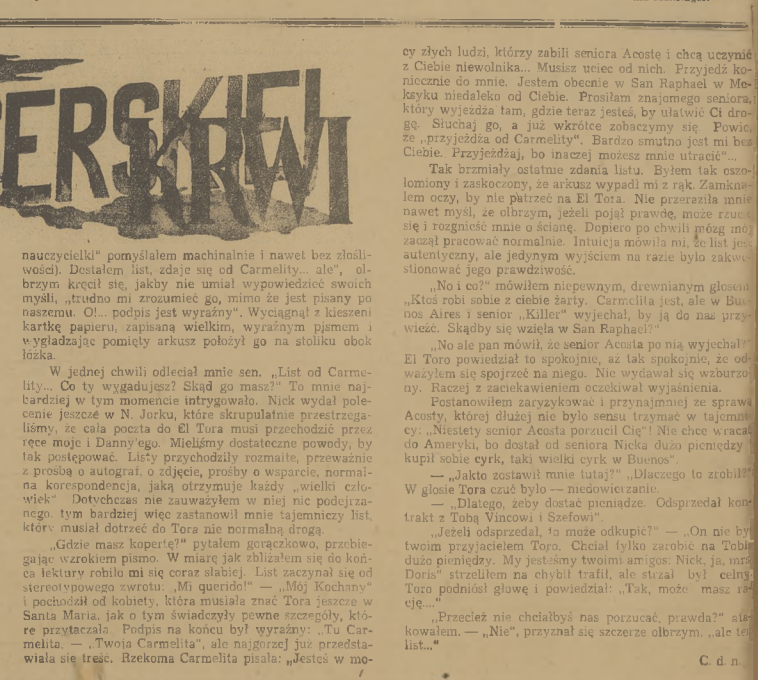 ERSKIEJ
KRWI
nauczycielki" pomyślałem machinalnie i nawet bez złośli-
wości). Dostałem list, zdaje się od Carmelity... ale", ol-
brzym kręcił się, jakby nie umiał wypowiedzieć swoich
myśli, „trudno mi zrozumieć go, mimo że jest pisany po
naszemu. O!... podpis jest wyraźny". Wyciągnął z kieszeni
kartkę papieru, zapisaną wielkim, wyraźnym pismem i
wygładzając pomięty arkusz położył go na stoliku obok
łóżka.
W jednej chwili odleciał mnie sen. „List od Carme-
lity... Co ty wygadujesz? Skąd go masz?" To mnie naj-
bardziej w tym momencie intrygowało. Nick wydał pole-
cenie jeszcze w N. Jorku, które skrupulatnie przestrzega-
liśmy, że cała poczta do El Tora musi przechodzić przez
ręce moje i Danny'ego. Mieliśmy dostateczne powody, by
tak postępować. Listy przychodziły rozmaite, przeważnie
z prośbą o autograf, o zdjęcie, prośby o wsparcie, normal-
na korespondencja, jaką otrzymuje każdy „wielki czło-
wiek" Dotychczas nie zauważyłem w niej nic podejrza-
nego, tym bardziej więc zastanowił mnie tajemniczy list,
który musiał dotrzeć do Tora nie normalną drogą.
„Gdzie masz kopertę?" pytałem gorączkowo, przebie-
gając wzrokiem pismo. W miarę jak zbliżałem się do koń-
ca lektury robiło mi się coraz słabiej. List zaczynał się od
stereotypowego zwrotu: „Mi querido!" — „Mój Kochany"
i pochodził od kobiety, która musiała znać Tora jeszcze w
Santa Maria, jak o tym świadczyły pewne szczegóły, któ-
re przytaczała Podpis na końcu był wyraźny: „Tu Car-
melita. — „Twoja Carmelita", ale najgorzej już przedsta-
wiała się treść. Rzekoma Carmelita pisała: „Jesteś w mo-
cy złych ludzi, którzy zabili seniora Acostę i chcą uczynić
z Ciebie niewolnika... Musisz uciec od nich. Przyjedź ko-
niecznie do mnie. Jestem obecnie w San Raphael w Me-
ksyku niedaleko od Ciebie. Prosiłam znajomego seniora,
który wyjeżdża tam, gdzie teraz jesteś, by ułatwić Ci dro-
gę. Słuchaj go, a już wkrótce zobaczymy się Powie,
że „przyjeżdża od Carmelity". Bardzo smutno jest mi bez
Ciebie. Przyjeżdżaj, bo inaczej możesz mnie utracić"...
Tak brzmiały ostatnie zdania listu. Byłem tak oszo-
łomiony i zaskoczony, że arkusz wypadł mi z rąk. Zamkną-
łem oczy, by nie patrzeć na El Tora. Nie przeraziła mnie
nawet myśl, że olbrzym, jeżeli pojął prawdę, może rzucić
się i rozgnieść mnie o ścianę. Dopiero po chwili mózg mój
zaczął pracować normalnie. Intuicja mówiła mi, że list jest
autentyczny, ale jedynym wyjściem na razie było zakwe-
stionować jego prawdziwość.
„No i co?" mówiłem niepewnym, drewnianym głosem
„Ktoś robi sobie z ciebie żarty. Carmelita jest, ale w Bue-
nos Aires i senior „Killer" wyjechał, by ją do nas przy-
wieźć. Skądby się wzięła w San Raphael?"
„No ale pan mówił, że senior Acosta po nią wyjechał?"
El Toro powiedział to spokojnie, aż tak spokojnie, że od-
ważyłem się spojrzeć na niego. Nie wydawał się wzburzo-
ny. Raczej z zaciekawieniem oczekiwał wyjaśnienia.
Postanowiłem zaryzykować i przynajmniej ze sprawą
Acosty, której dłużej nie było sensu trzymać w tajemni-
cy: „Niestety senior Acosta porzucił Cię"! Nie chce wracać
do Ameryki, bo dostał od seniora Nicka dużo pieniędzy i
kupił sobie cyrk, taki wielki cyrk w Buenos".
— „Jakto zostawił mnie tutaj?" „Dlaczego to zrobił?"
W głosie Tora czuć było — niedowierzanie.
— „Dlatego, żeby dostać pieniądze. Odsprzedał kon-
trakt z Tobą Vincowi i Szefowi".
„Jeżeli odsprzedał, to może odkupić?" — „On nie był
twoim przyjacielem Toro. Chciał tylko zarobić na Tobie
dużo pieniędzy. My jesteśmy twoimi amigos: Nick, ja, mrs
Doris" strzeliłem na chybił trafił, ale strzał był celny.
Toro podniósł głowę i powiedział: „Tak, może masz ra-
cję...."
„Przecież nie chciałbyś nas porzucać, prawda?" ata-
kowałem. — „Nie", przyznał się szczerze olbrzym, „ale ten
list..."
C. d. n.